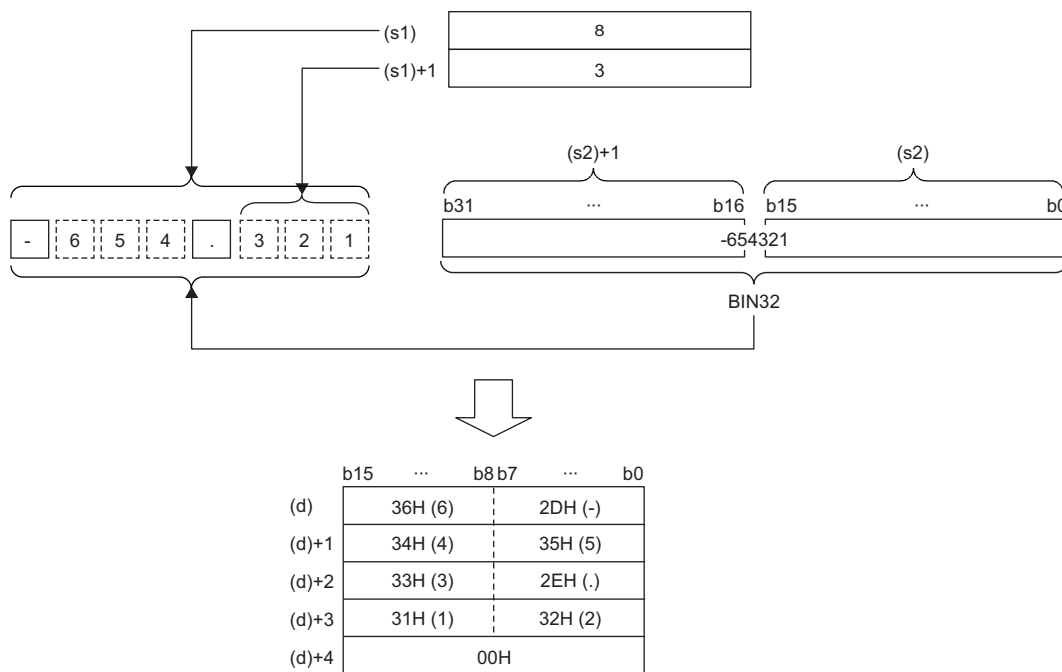 (s1) 8
(s1)+1 3
(s2)+1 (s2)
b31 ... b16 b15 ... b0
- 6 5 4 . 3 2 1
-654321
BIN32
b15 ... b8 b7 ... b0
(d) 36H (6) 2DH (-)
(d)+1 34H (4) 35H (5)
(d)+2 33H (3) 2EH (.)
(d)+3 31H (1) 32H (2)
(d)+4 00H